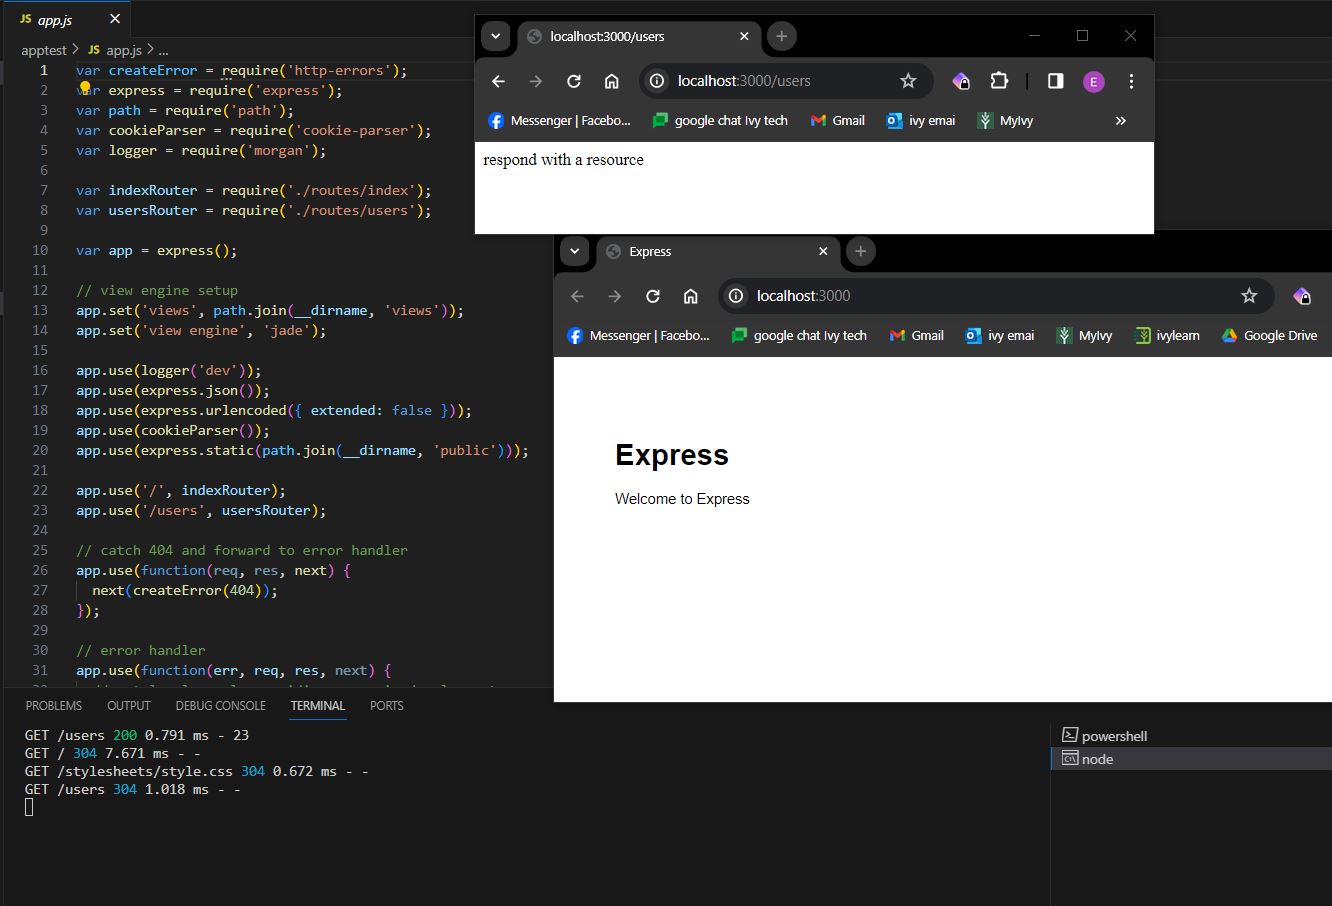 JS app.js
apptest > JS app.js > ...
1 var createError = require('http-errors');
2 var express = require('express');
3 var path = require('path');
4 var cookieParser = require('cookie-parser');
5 var logger = require('morgan');
6
7 var indexRouter = require('./routes/index');
8 var usersRouter = require('./routes/users');
9
10 var app = express();
11
12 // view engine setup
13 app.set('views', path.join(__dirname, 'views'));
14 app.set('view engine', 'jade');
15
16 app.use(logger('dev'));
17 app.use(express.json());
18 app.use(express.urlencoded({ extended: false }));
19 app.use(cookieParser());
20 app.use(express.static(path.join(__dirname, 'public')));
21
22 app.use('/', indexRouter);
23 app.use('/users', usersRouter);
24
25 // catch 404 and forward to error handler
26 app.use(function(req, res, next) {
27 next(createError(404));
28 });
29
30 // error handler
31 app.use(function(err, req, res, next) {
localhost:3000/users
localhost:3000/users
E
Messenger | Facebo... google chat Ivy tech Gmail ivy emai MyIvy »
respond with a resource
Express
localhost:3000
Messenger | Facebo... google chat Ivy tech Gmail ivy emai MyIvy ivylearn Google Drive
Express
Welcome to Express
PROBLEMS OUTPUT DEBUG CONSOLE TERMINAL PORTS
GET /users 200 0.791 ms - 23
GET / 304 7.671 ms - -
GET /stylesheets/style.css 304 0.672 ms - -
GET /users 304 1.018 ms - -
powershell
node